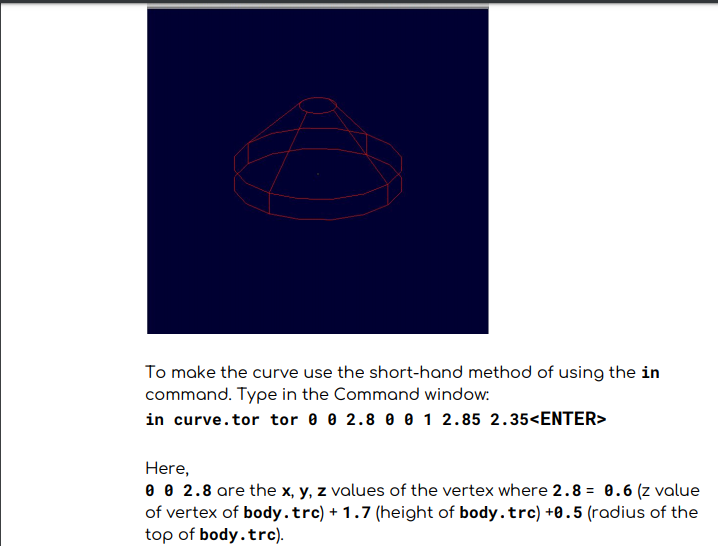 To make the curve use the short-hand method of using the in
command. Type in the Command window:
in curve.tor tor 0 0 2.8 0 0 1 2.85 2.35<ENTER>
Here,
0 0 2.8 are the x, y, z values of the vertex where 2.8 = 0.6 (z value
of vertex of body.trc) + 1.7 (height of body.trc) +0.5 (radius of the
top of body.trc).